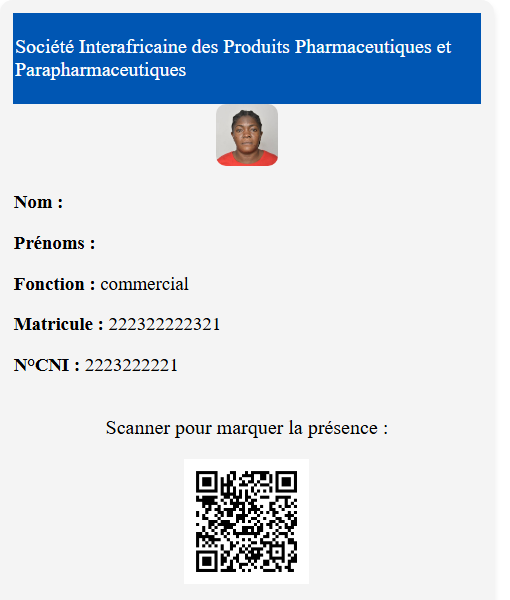 Société Interafricaine des Produits Pharmaceutiques et
Parapharmaceutiques
Nom :
Prénoms :
Fonction : commercial
Matricule : 222322222321
N°CNI : 2223222221
Scanner pour marquer la présence :